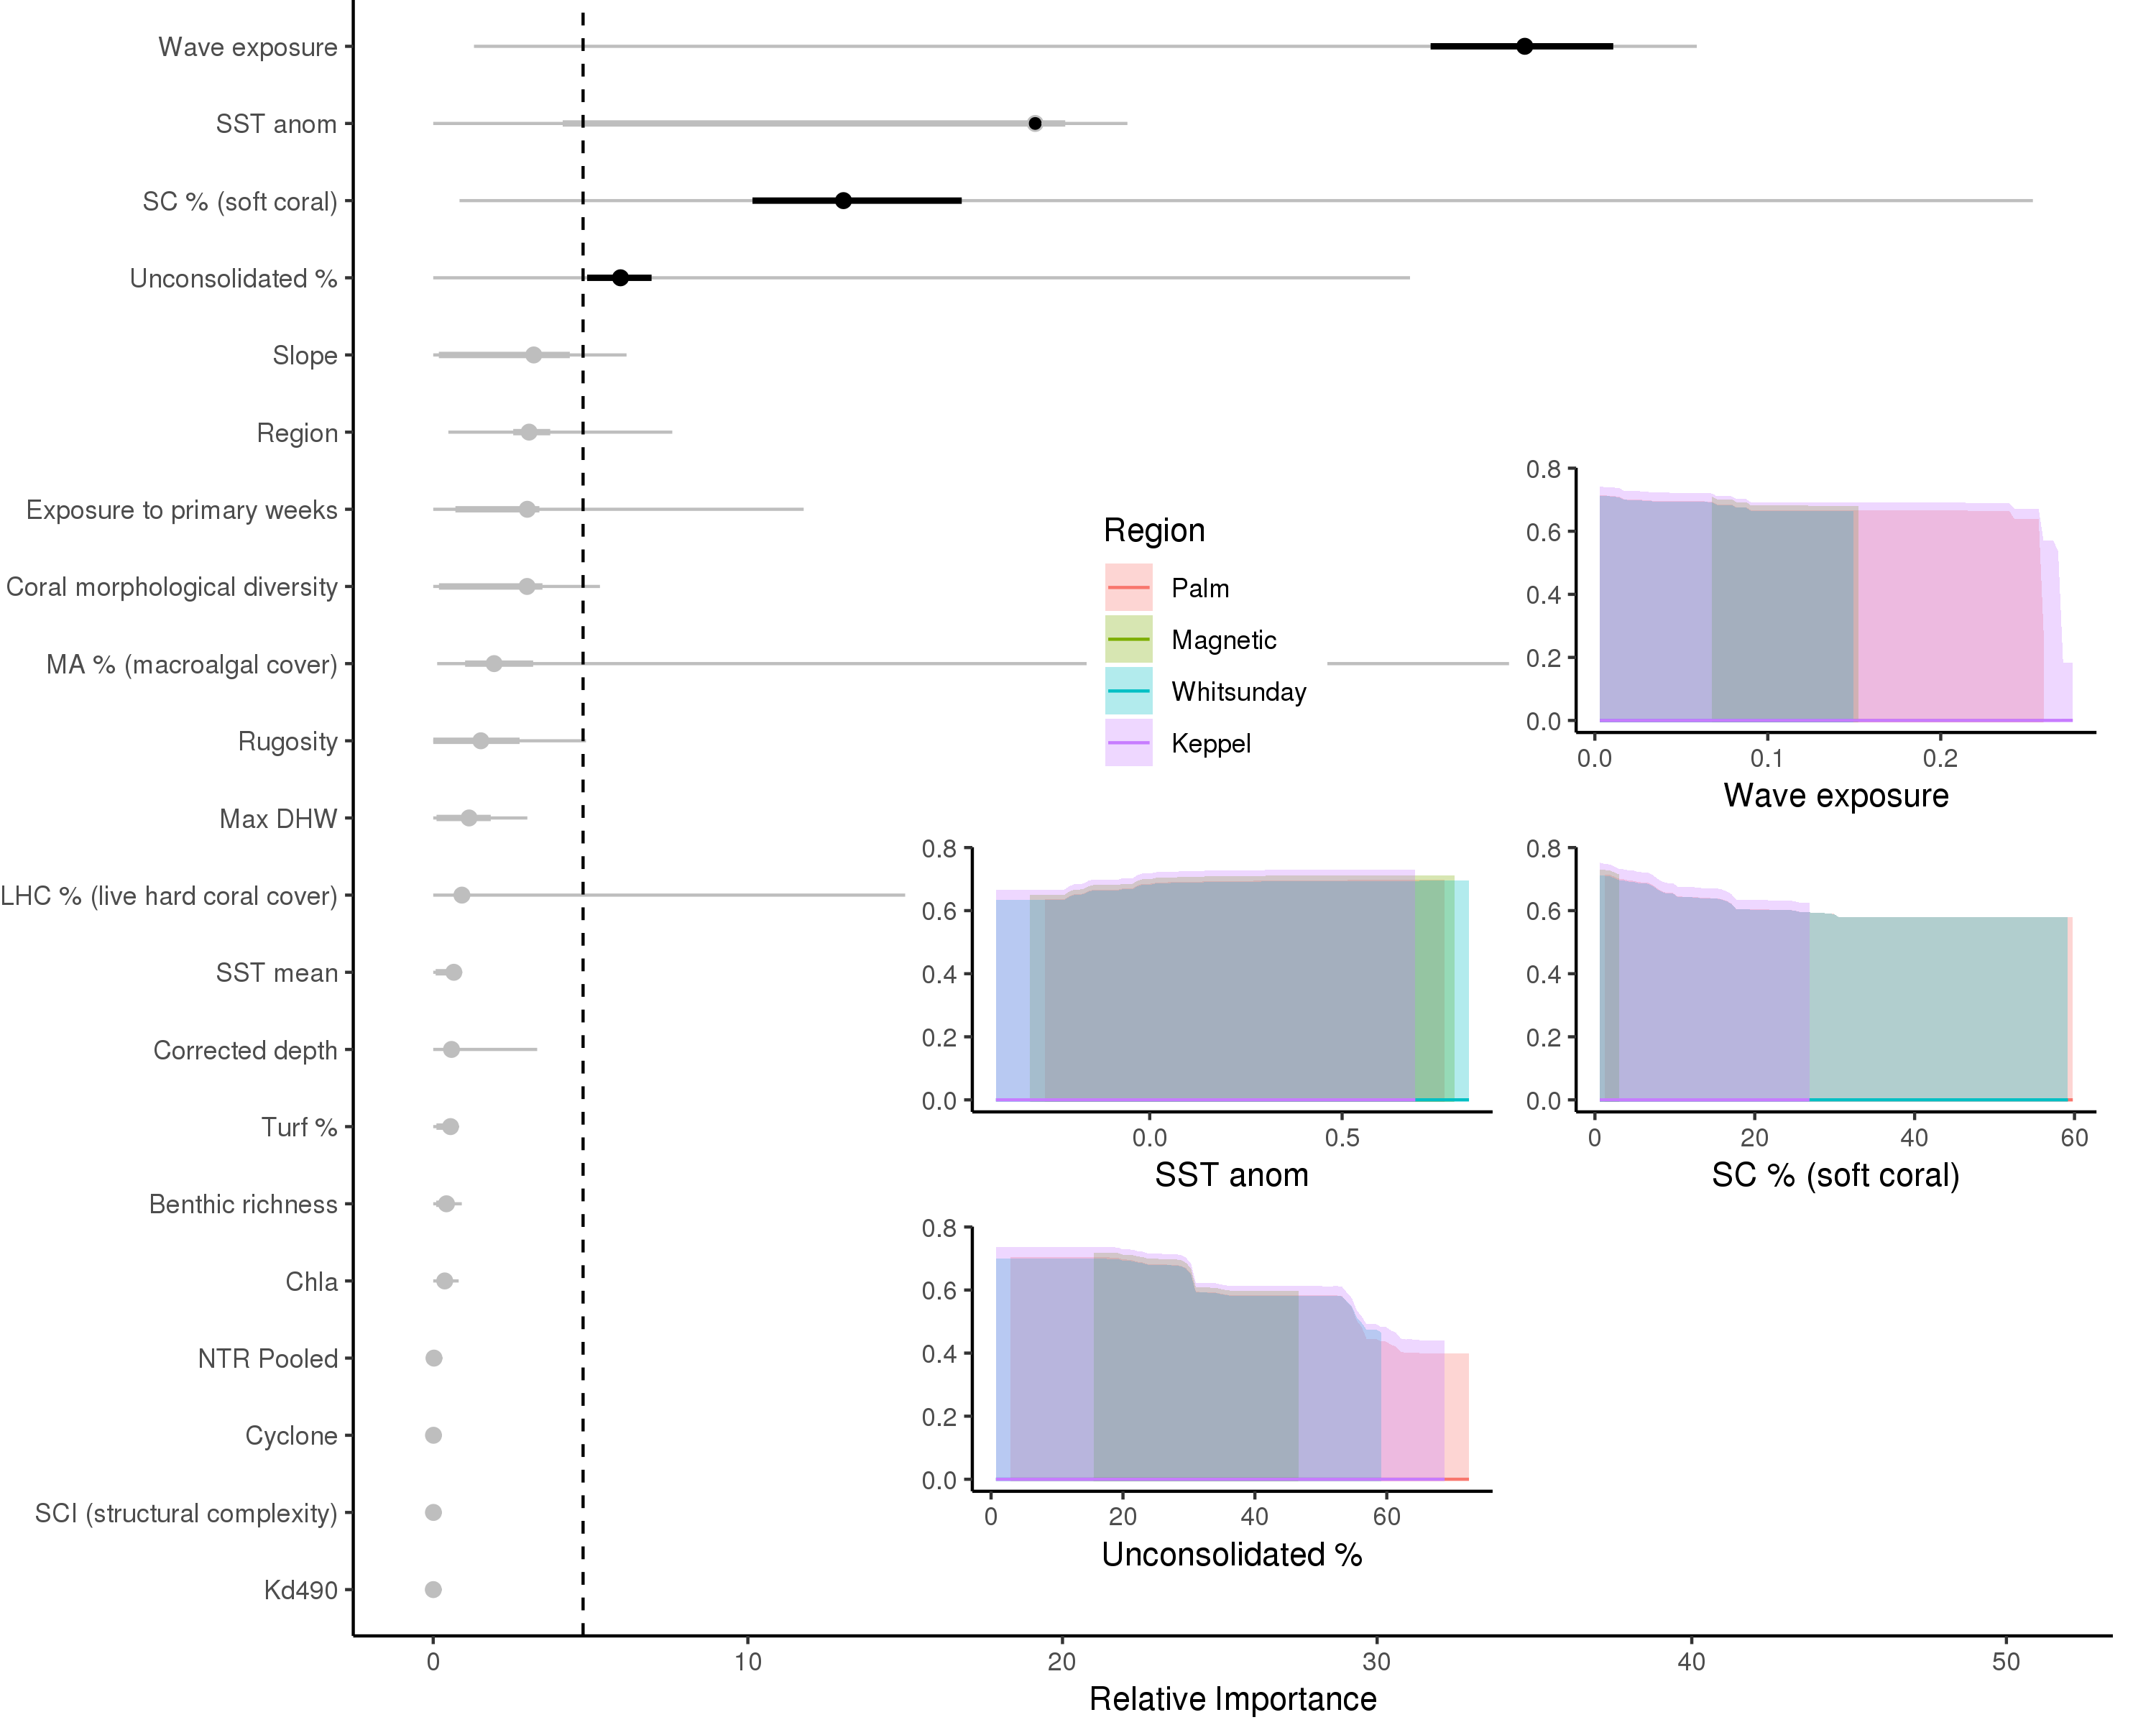 Wave exposure
SST anom
SC % (soft coral)
Unconsolidated %
Slope
Region
Exposure to primary weeks
Coral morphological diversity
MA % (macroalgal cover)
Rugosity
Max DHW
LHC % (live hard coral cover)
SST mean
Corrected depth
Turf %
Benthic richness
Chla
NTR Pooled
Cyclone
SCI (structural complexity)
Kd490
0 10 20 30 40 50
Relative Importance
Region
Palm
Magnetic
Whitsunday
Keppel
0.8
0.6
0.4
0.2
0.0
0.0 0.1 0.2
Wave exposure
0.8
0.6
0.4
0.2
0.0
0.0 0.5
SST anom
0.8
0.6
0.4
0.2
0.0
0 20 40 60
SC % (soft coral)
0.8
0.6
0.4
0.2
0.0
0 20 40 60
Unconsolidated %